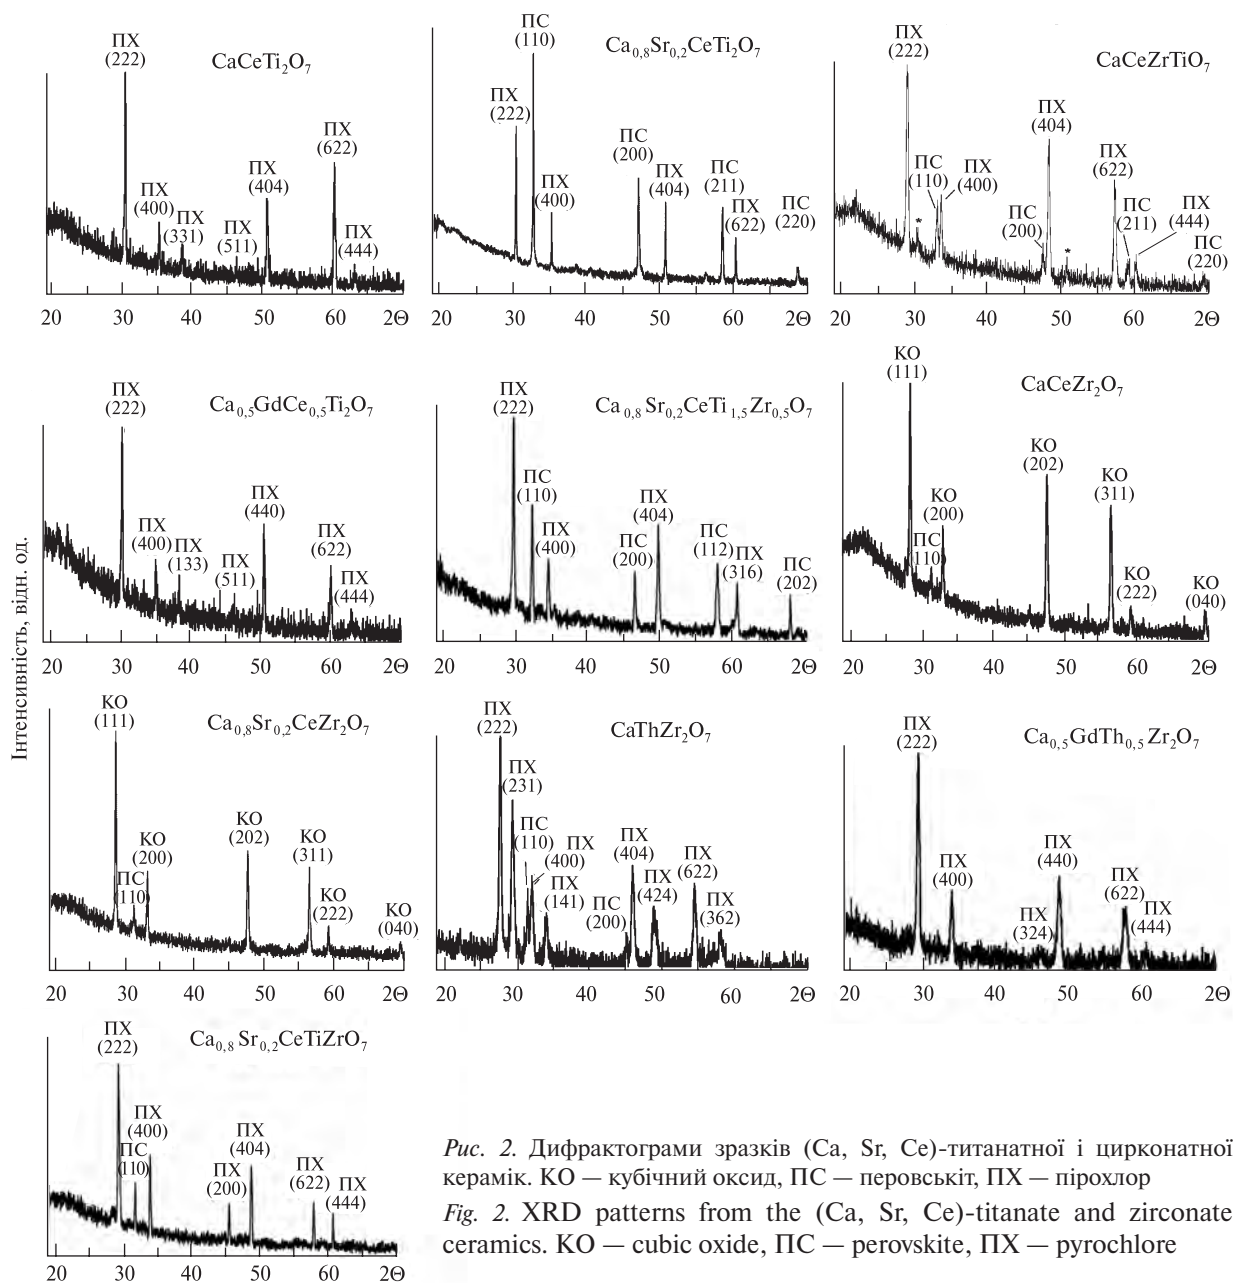 Інтенсивність, відн. од.
CaCeTi₂O₇
ПХ
(222)
ПХ
(400)
ПХ
(331)
ПХ
(511)
ПХ
(404)
ПХ
(622)
ПХ
(444)
20 30 40 50 60 2Θ
Ca₀,₈Sr₀,₂CeTi₂O₇
ПХ
(222)
ПС
(110)
ПХ
(400)
ПС
(200)
ПХ
(404)
ПС
(211)
ПХ
(622)
ПС
(220)
20 30 40 50 60 2Θ
CaCeZrTiO₇
ПХ
(222)
*
ПС
(110)
ПХ
(400)
ПС
(200)
ПХ
(404)
*
ПХ
(622)
ПС
(211)
ПХ
(444)
ПС
(220)
20 30 40 50 60 2Θ
Ca₀,₅GdCe₀,₅Ti₂O₇
ПХ
(222)
ПХ
(400)
ПХ
(133)
ПХ
(511)
ПХ
(440)
ПХ
(622)
ПХ
(444)
20 30 40 50 60 2Θ
Ca₀,₈ Sr₀,₂CeTi₁,₅Zr₀,₅O₇
ПХ
(222)
ПС
(110)
ПХ
(400)
ПС
(200)
ПХ
(404)
ПС
(112)
ПХ
(316)
ПС
(202)
20 30 40 50 60 2Θ
CaCeZr₂O₇
КО
(111)
ПС
(110)
КО
(200)
КО
(202)
КО
(311)
КО
(222)
КО
(040)
20 30 40 50 60 2Θ
Ca₀,₈Sr₀,₂CeZr₂O₇
КО
(111)
ПС
(110)
КО
(200)
КО
(202)
КО
(311)
КО
(222)
КО
(040)
20 30 40 50 60 2Θ
CaThZr₂O₇
ПХ
(222)
ПХ
(231)
ПС
(110)
ПХ
(400)
ПХ
(141)
ПС
(200)
ПХ
(404)
ПХ
(424)
ПХ
(622)
ПХ
(362)
20 30 40 50 60 2Θ
Ca₀,₅GdTh₀,₅Zr₂O₇
ПХ
(222)
ПХ
(400)
ПХ
(324)
ПХ
(440)
ПХ
(622)
ПХ
(444)
20 30 40 50 60 2Θ
Ca₀,₈ Sr₀,₂CeTiZrO₇
ПХ
(222)
ПС
(110)
ПХ
(400)
ПХ
(200)
ПХ
(404)
ПХ
(622)
ПХ
(444)
20 30 40 50 60 2Θ
Рис. 2. Дифрактограми зразків (Ca, Sr, Ce)-титанатної і цирконатної
керамік. КО — кубічний оксид, ПС — перовськіт, ПХ — пірохлор
Fig. 2. XRD patterns from the (Ca, Sr, Ce)-titanate and zirconate
ceramics. КО — cubic oxide, ПС — perovskite, ПХ — pyrochlore